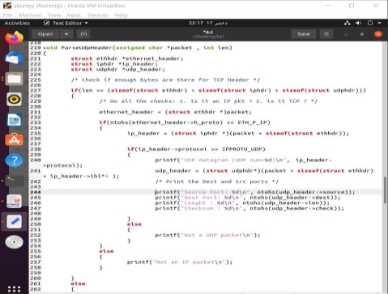 ubuntuy (Running) - Oracle VM VirtualBox
File Machine View Input Devices Help
Activities Text Editor 22:17 17
Open Save
219 void ParseUdpHeader(unsigned char *packet , int len)
220 {
221 struct ethhdr *ethernet_header;
222 struct iphdr *ip_header;
223 struct udphdr *udp_header;
224
225 /* Check if enough bytes are there for TCP Header */
226
227 if(len >= (sizeof(struct ethhdr) + sizeof(struct iphdr) + sizeof(struct udphdr)))
228 {
229 /* Do all the checks: 1. Is it an IP pkt ? 2. is it TCP ? */
230
231 ethernet_header = (struct ethhdr *)packet;
232
233 if(ntohs(ethernet_header->h_proto) == ETH_P_IP)
234 {
235 ip_header = (struct iphdr *)(packet + sizeof(struct ethhdr));
236
237
238 if(ip_header->protocol == IPPROTO_UDP)
239 {
240 printf("UDP datagram (UDP num=%d)\n", ip_header-
>protocol);
241 udp_header = (struct udphdr*)(packet + sizeof(struct ethhdr)
+ ip_header->ihl*4 );
242 /* Print the Dest and Src ports */
243
244 printf("Source Port: %d\n", ntohs(udp_header->source));
245 printf("Dest Port: %d\n", ntohs(udp_header->dest));
246 printf("Lenght : %d\n", ntohs(udp_header->len));
247 printf("Checksum : %d\n", ntohs(udp_header->check));
248
249 }
250 else
251 {
252 printf("Not a UDP packet\n");
253 }
254 }
255 else
256 {
257 printf("Not an IP packet\n");
258 }
259
260 }
261 else
262 {